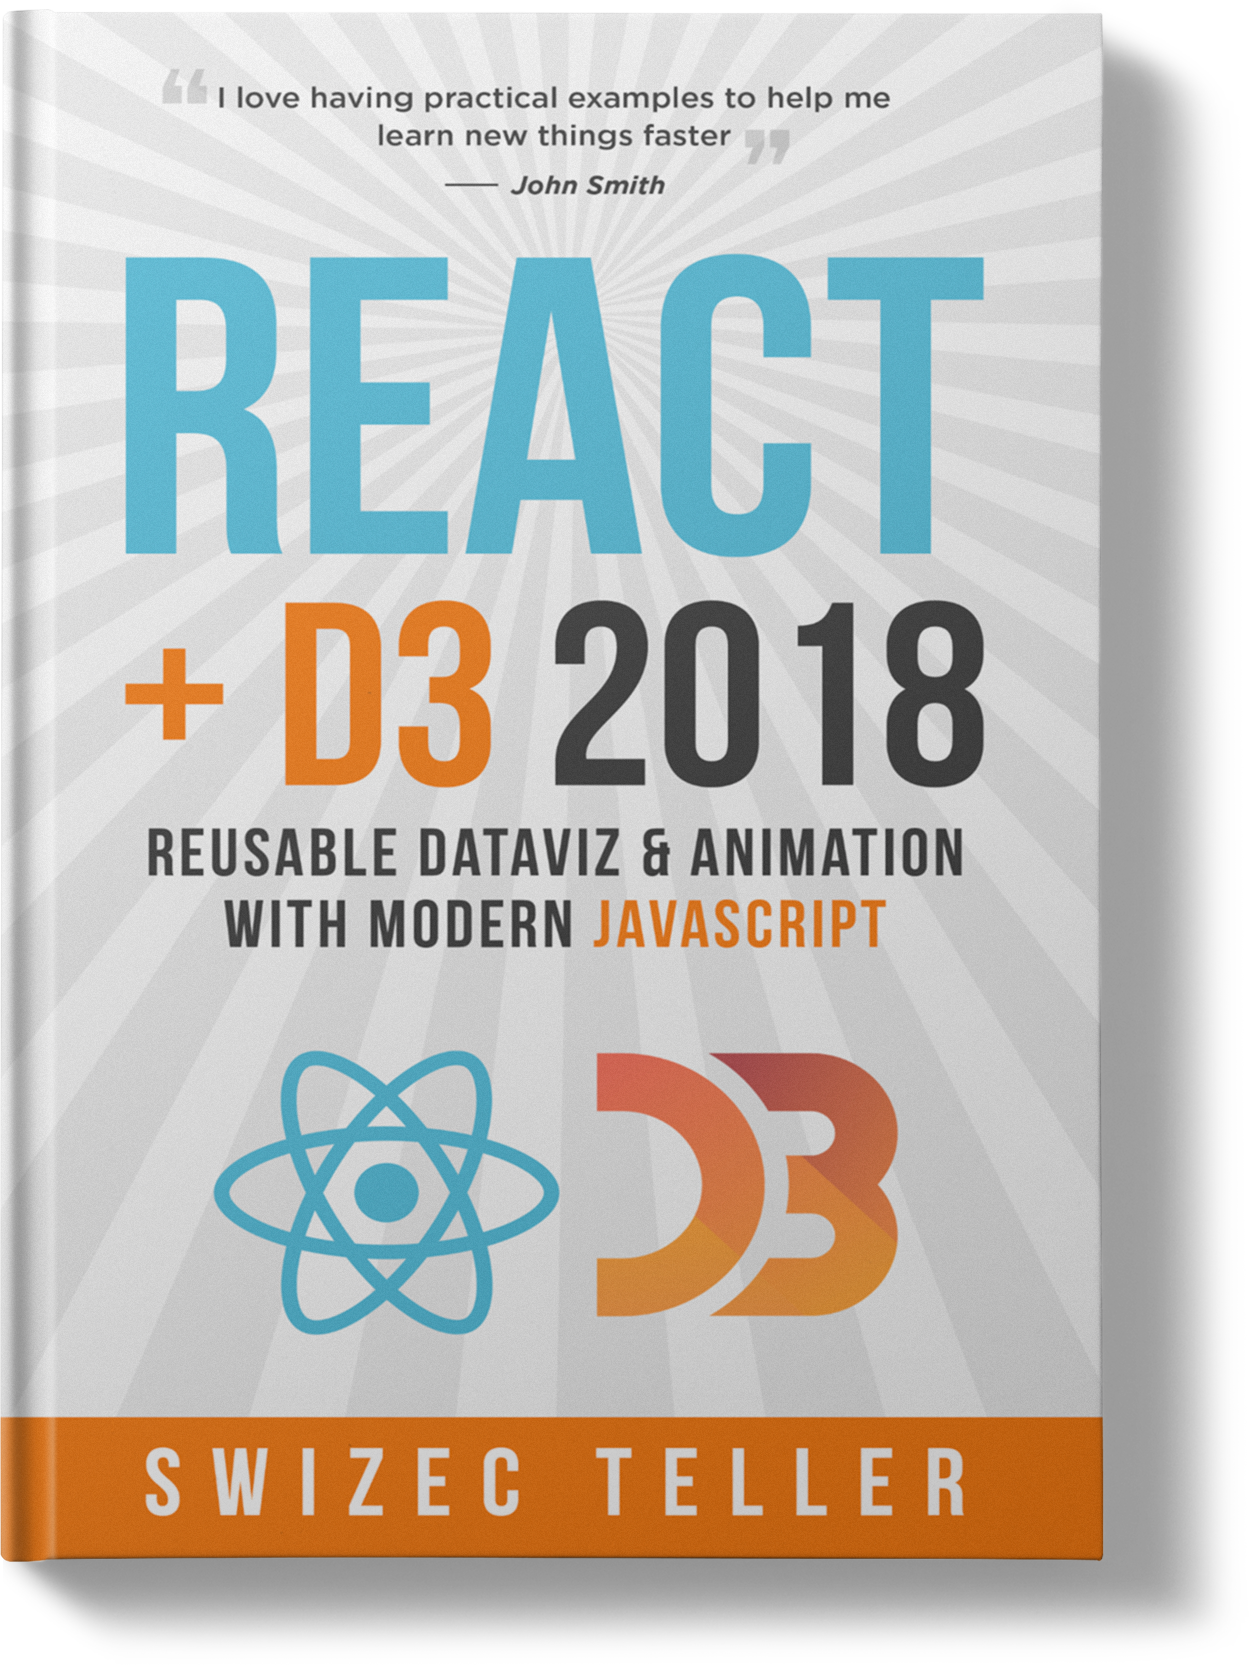 “I love having practical examples to help me
learn new things faster”
— John Smith
REACT
+ D3 2018
REUSABLE DATAVIZ & ANIMATION
WITH MODERN JAVASCRIPT
D3
SWIZEC TELLER